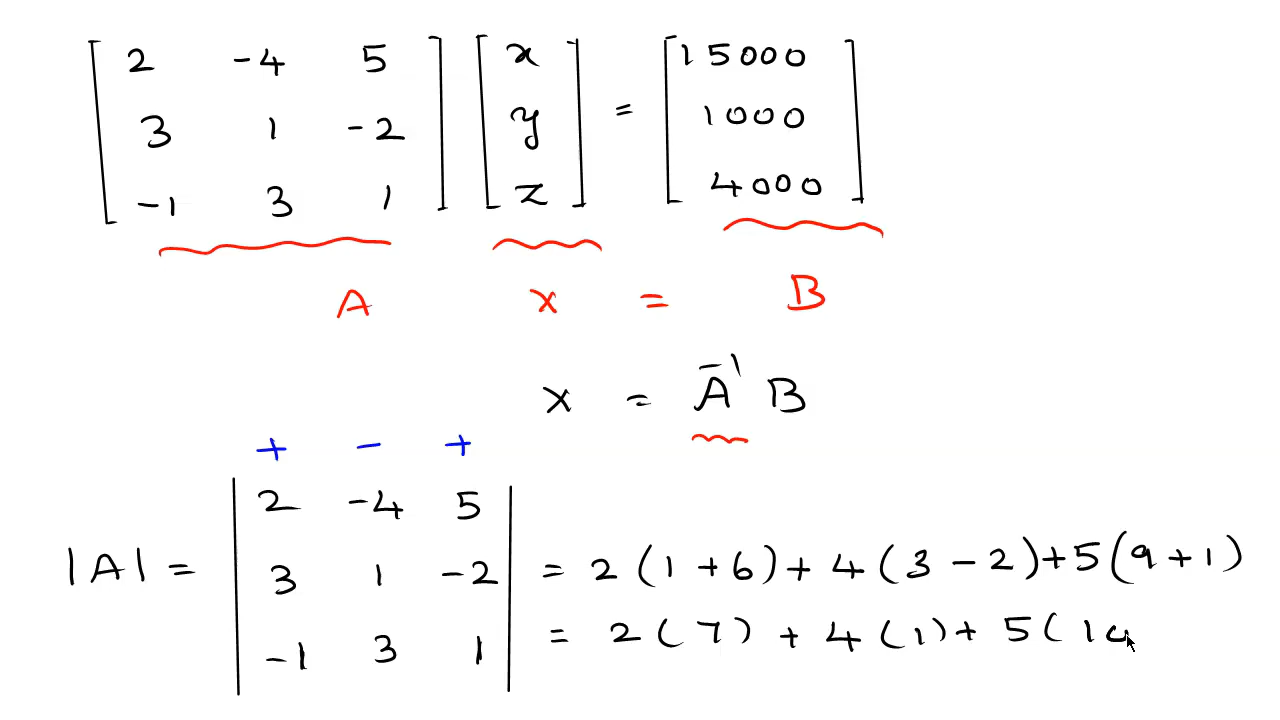 [ 2 -4 5 ] [ x ] = [ 15000 ]
[ 3 1 -2 ] [ y ] = [ 1000 ]
[ -1 3 1 ] [ z ] = [ 4000 ]
A X = B
X = A⁻¹ B
+ - +
| 2 -4 5 |
|A| = | 3 1 -2 | = 2 (1+6) + 4 (3-2) + 5 (9+1)
| -1 3 1 | = 2 (7) + 4 (1) + 5 (10